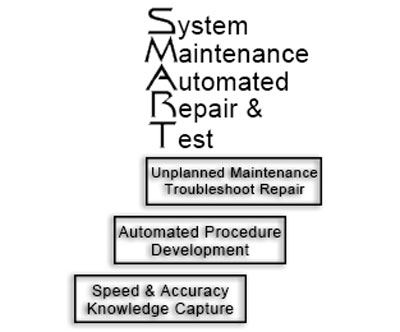 System
Maintenance
Automated
Repair &
Test
Unplanned Maintenance
Troubleshoot Repair
Automated Procedure
Development
Speed & Accuracy
Knowledge Capture